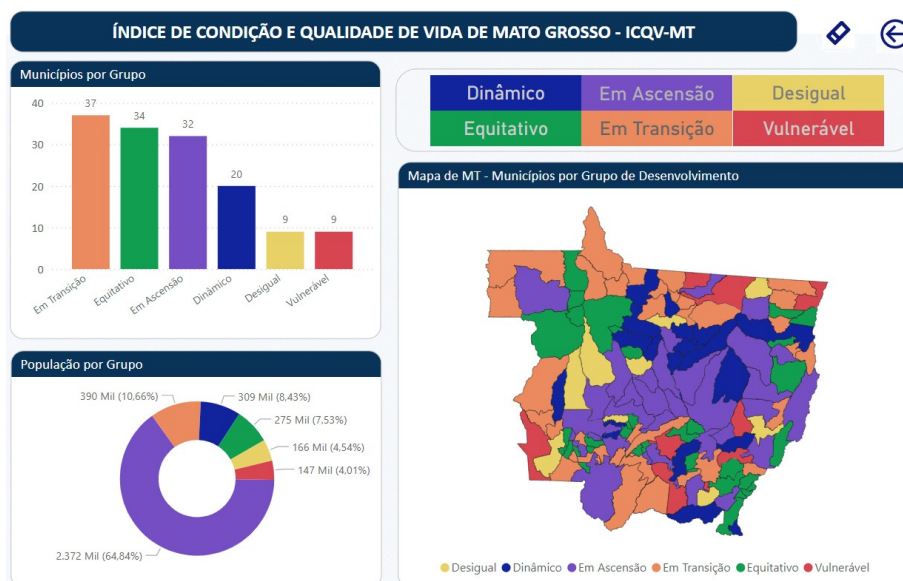 ÍNDICE DE CONDIÇÃO E QUALIDADE DE VIDA DE MATO GROSSO - ICQV-MT
Municípios por Grupo
40
30
20
10
0
37
34
32
20
9
9
Em Transição
Equitativo
Em Ascensão
Dinâmico
Desigual
Vulnerável
Dinâmico
Em Ascensão
Desigual
Equitativo
Em Transição
Vulnerável
População por Grupo
390 Mil (10,66%)
309 Mil (8,43%)
275 Mil (7,53%)
166 Mil (4,54%)
147 Mil (4,01%)
2.372 Mil (64,84%)
Mapa de MT - Municípios por Grupo de Desenvolvimento
Desigual Dinâmico Em Ascensão Em Transição Equitativo Vulnerável